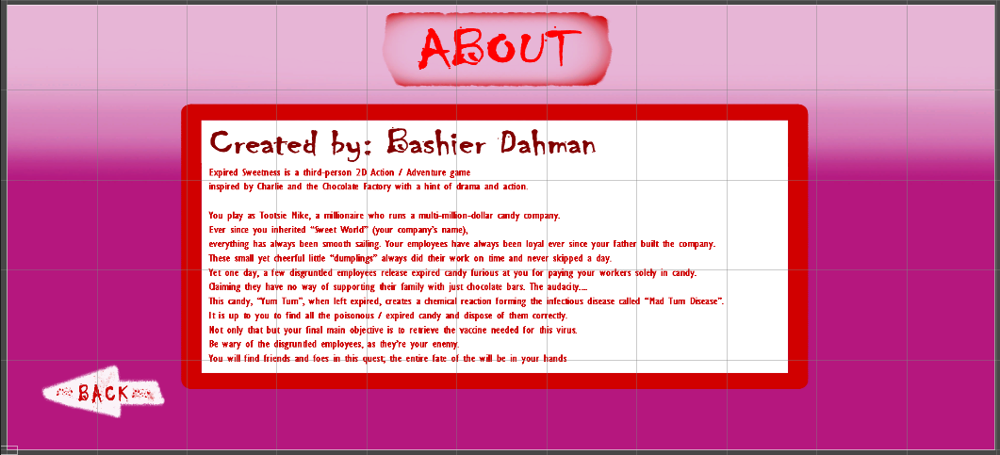 ABOUT
Created by: Bashier Dahman
Expired Sweetness is a third-person 2D Action / Adventure game
inspired by Charlie and the Chocolate Factory with a hint of drama and action.
You play as Tootsie Mike, a millionaire who runs a multi-million-dollar candy company.
Ever since you inherited “Sweet World” (your company's name),
everything has always been smooth sailing. Your employees have always been loyal ever since your father built the company.
These small yet cheerful little “dumplings” always did their work on time and never skipped a day.
Yet one day, a few disgruntled employees release expired candy furious at you for paying your workers solely in candy.
Claiming they have no way of supporting their family with just chocolate bars. The audacity....
This candy, “Yum Tum”, when left expired, creates a chemical reaction forming the infectious disease called “Mad Tum Disease”.
It is up to you to find all the poisonous / expired candy and dispose of them correctly.
Not only that but your final main objective is to retrieve the vaccine needed for this virus.
Be wary of the disgruntled employees, as they're your enemy.
You will find friends and foes in this quest; the entire fate of the will be in your hands
BACK